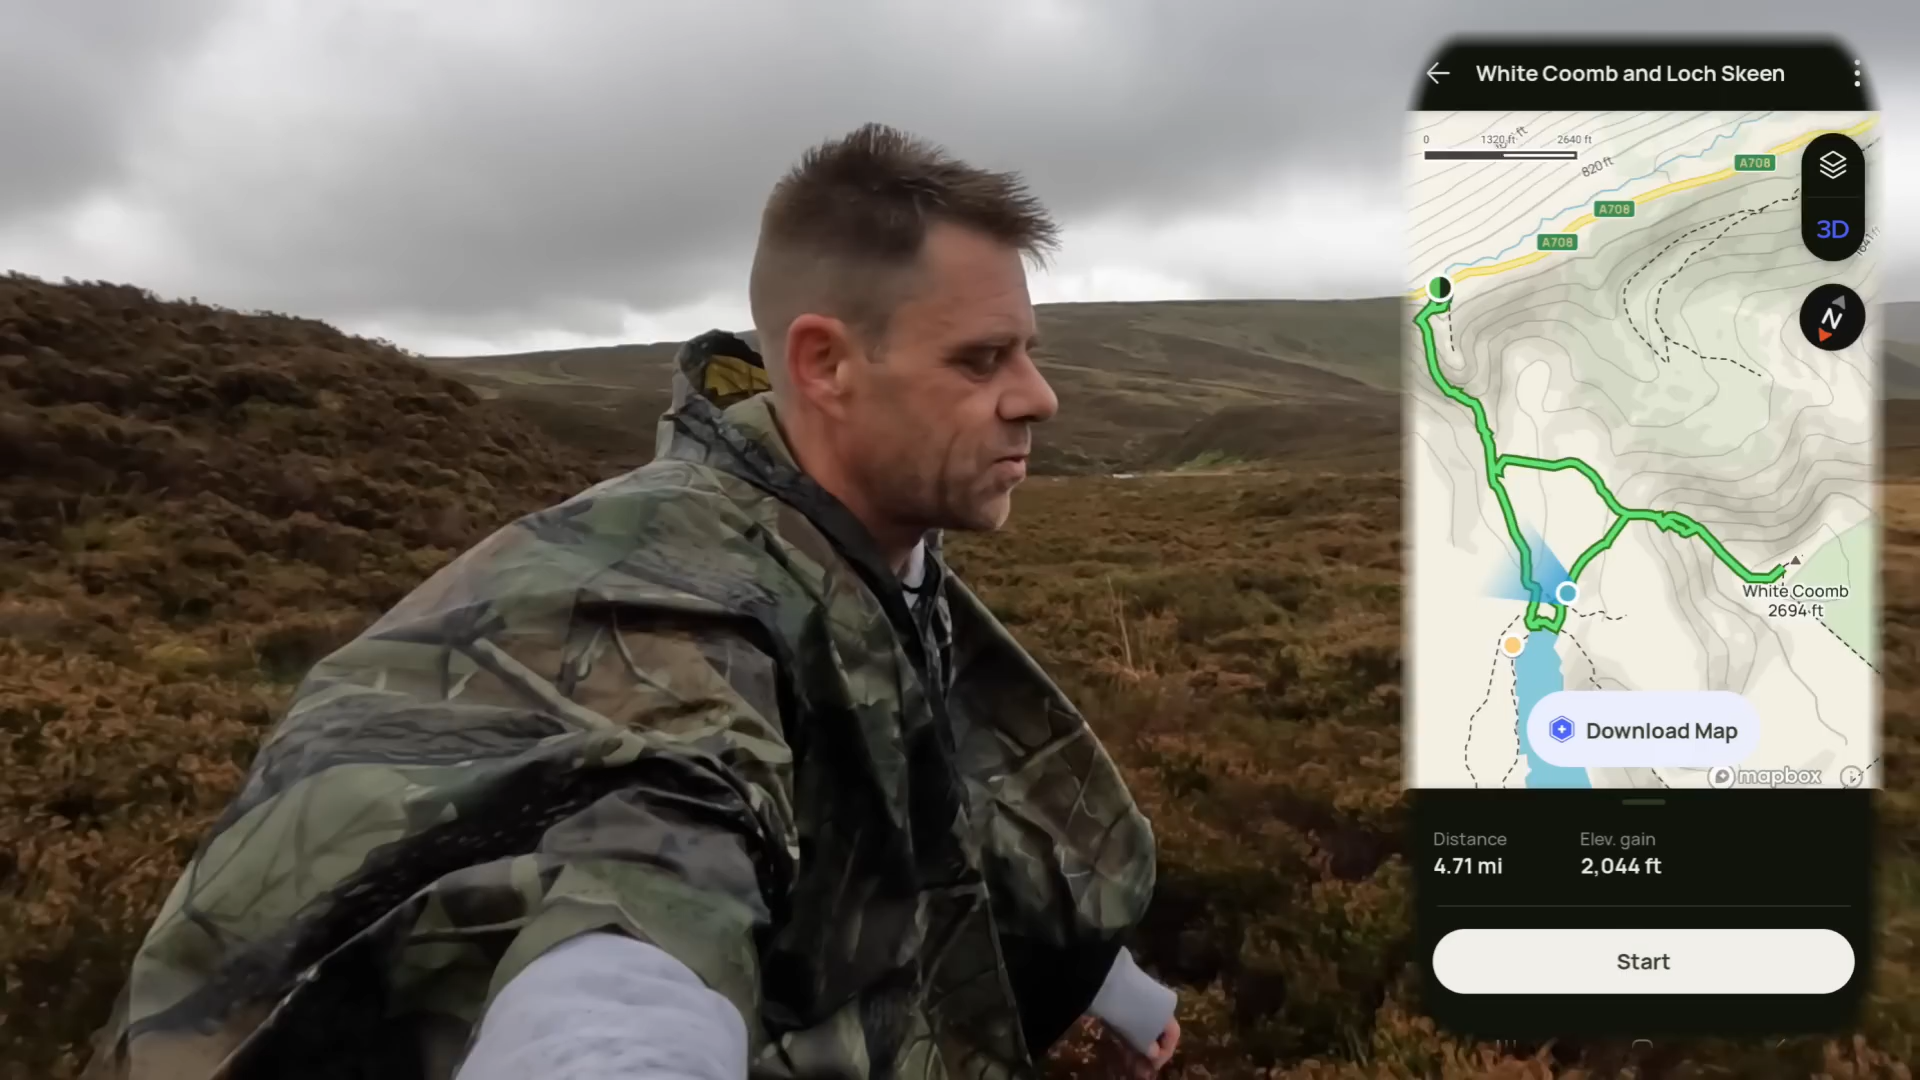 White Coomb and Loch Skeen
0 1320 ft 2640 ft
820 ft
A708
A708
A708
3D
N
White Coomb
2694 ft
Download Map
mapbox
Distance
4.71 mi
Elev. gain
2,044 ft
Start